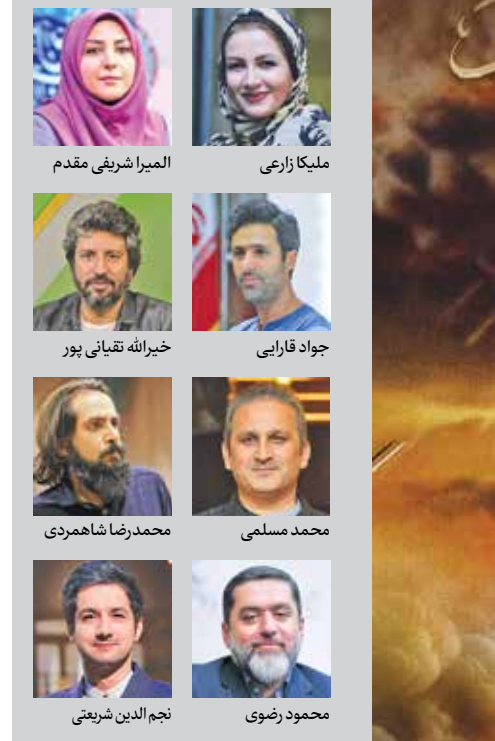 ملیکا زارعی
المیرا شریفی مقدم
جواد قارایی
خیرالله تقیانی پور
محمد مسلمی
محمدرضا شاهمردی
محمود رضوی
نجم الدین شریعتی